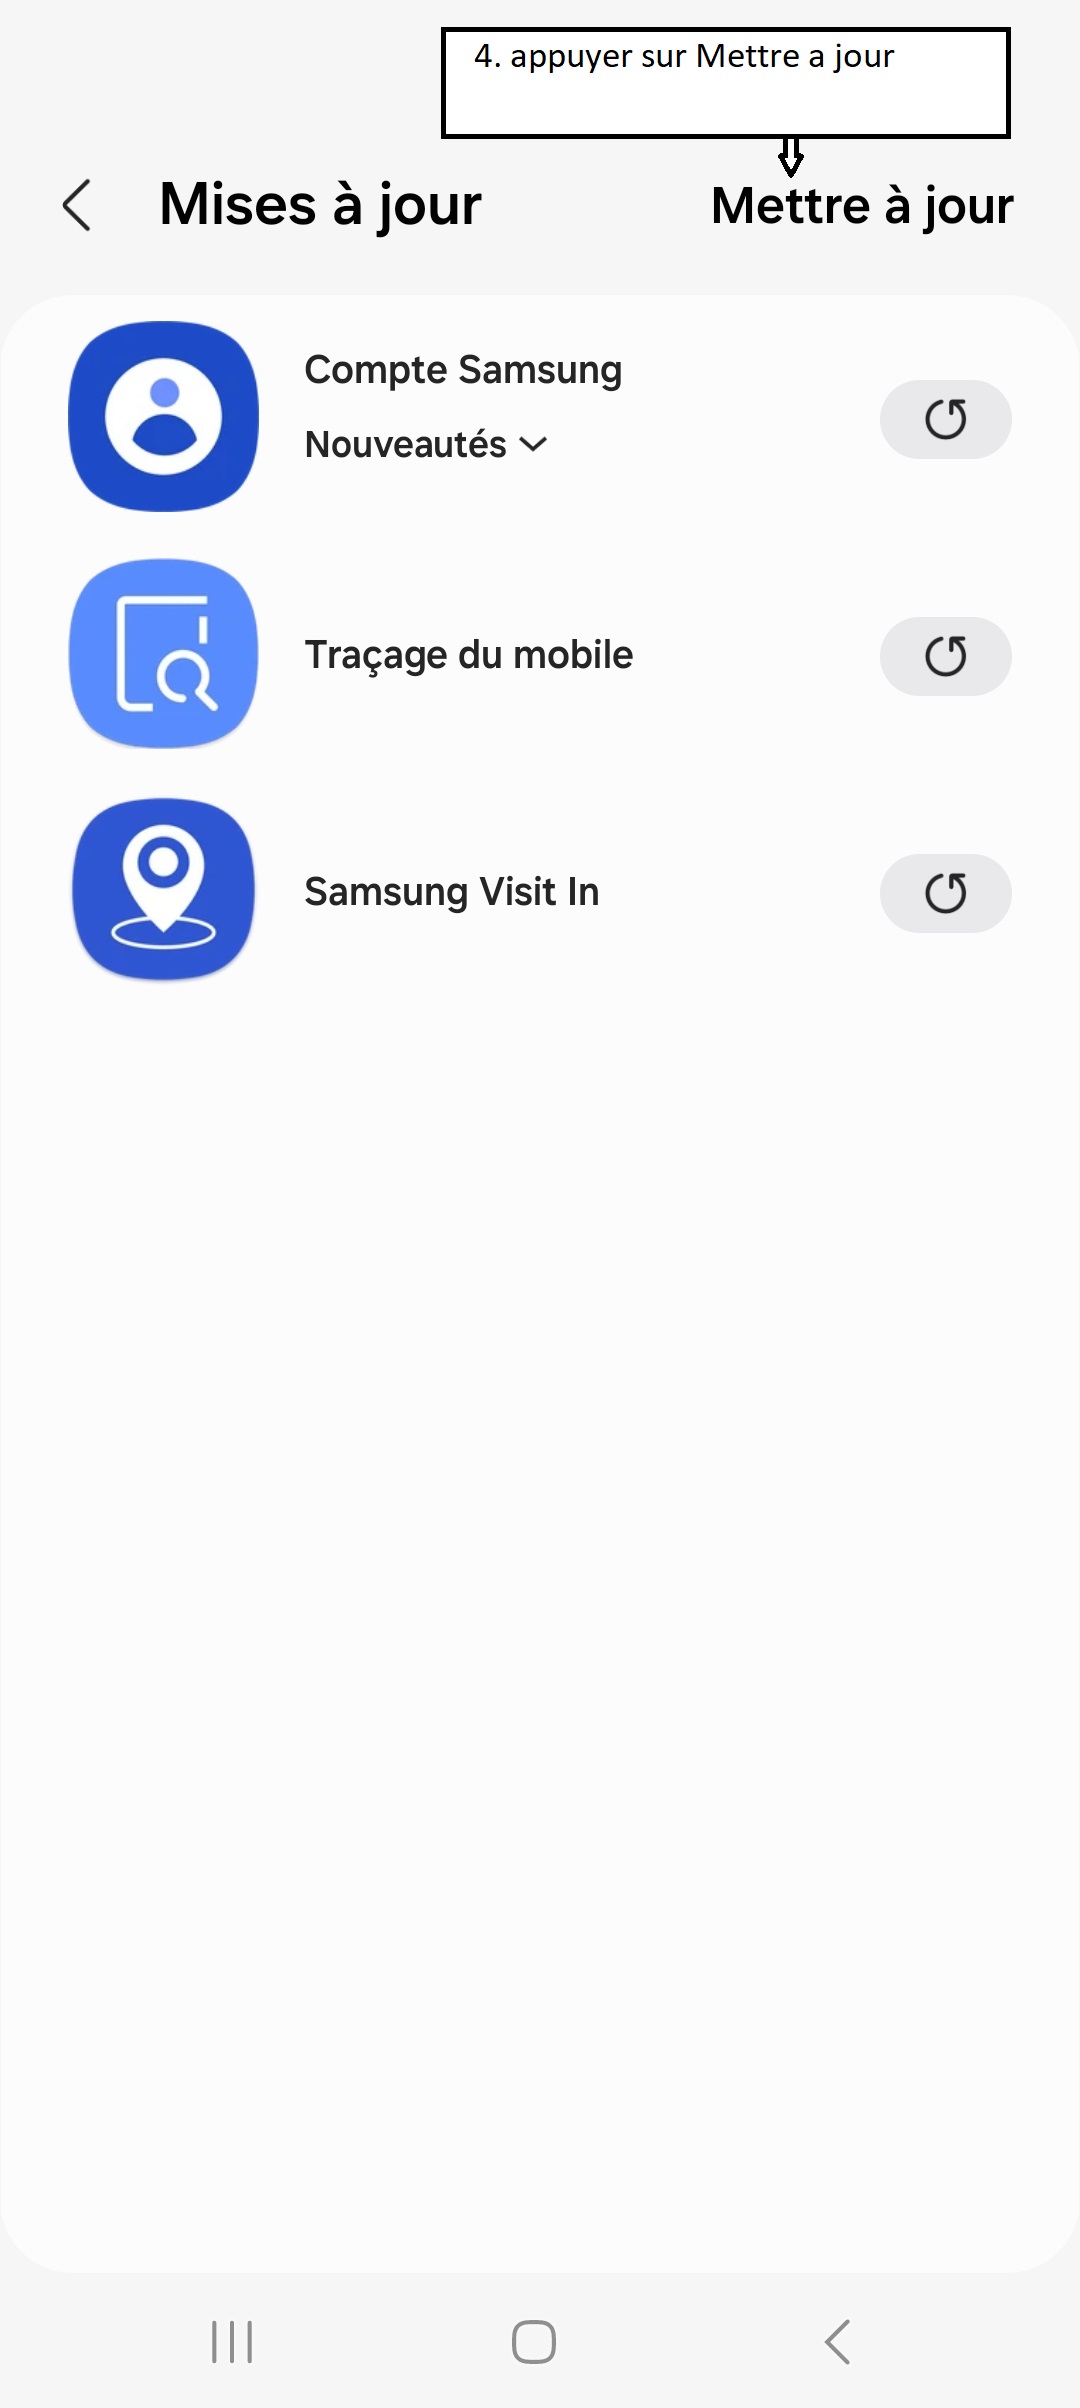 4. appuyer sur Mettre a jour
Mises à jour
Mettre à jour
Compte Samsung
Nouveautés
Traçage du mobile
Samsung Visit In